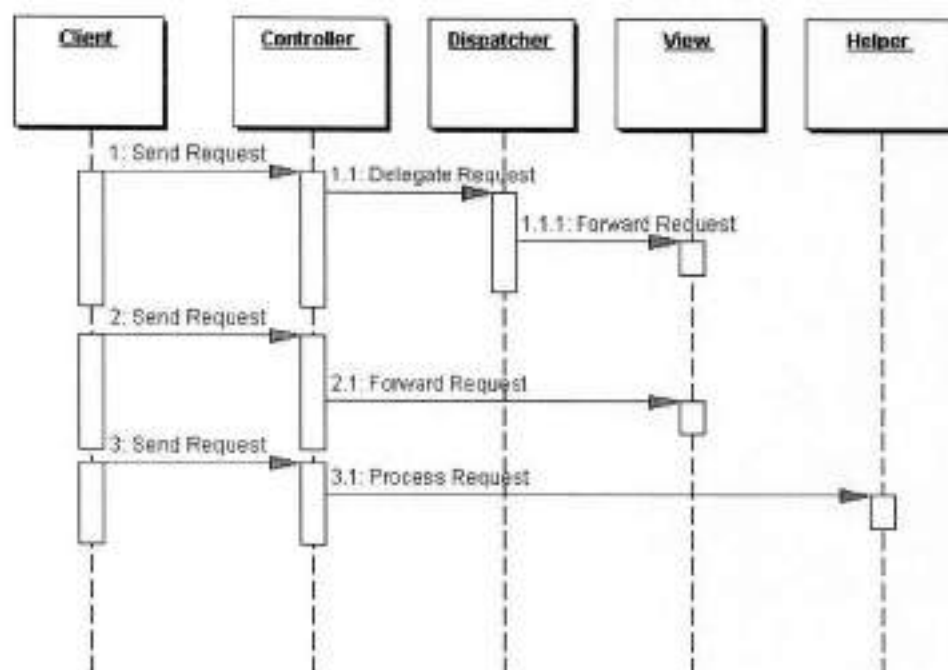 Client
Controller
Dispatcher
View
Helper
1: Send Request
1.1: Delegate Request
1.1.1: Forward Request
2: Send Request
2.1: Forward Request
3: Send Request
3.1: Process Request